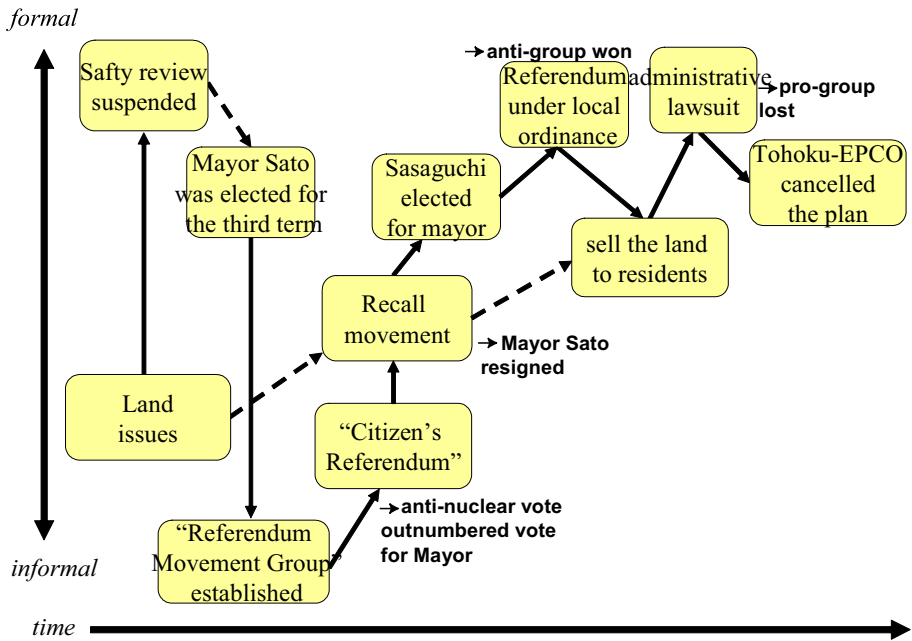 formal
Safty review
suspended
Mayor Sato
was elected for
the third term
Land
issues
“Referendum
Movement Group”
established
“Citizen’s
Referendum”
→ anti-nuclear vote
outnumbered vote
for Mayor
Recall
movement
→ Mayor Sato
resigned
Sasaguchi
elected
for mayor
→ anti-group won
Referendum
under local
ordinance
sell the land
to residents
administrative
lawsuit
→ pro-group
lost
Tohoku-EPCO
cancelled
the plan
informal
time